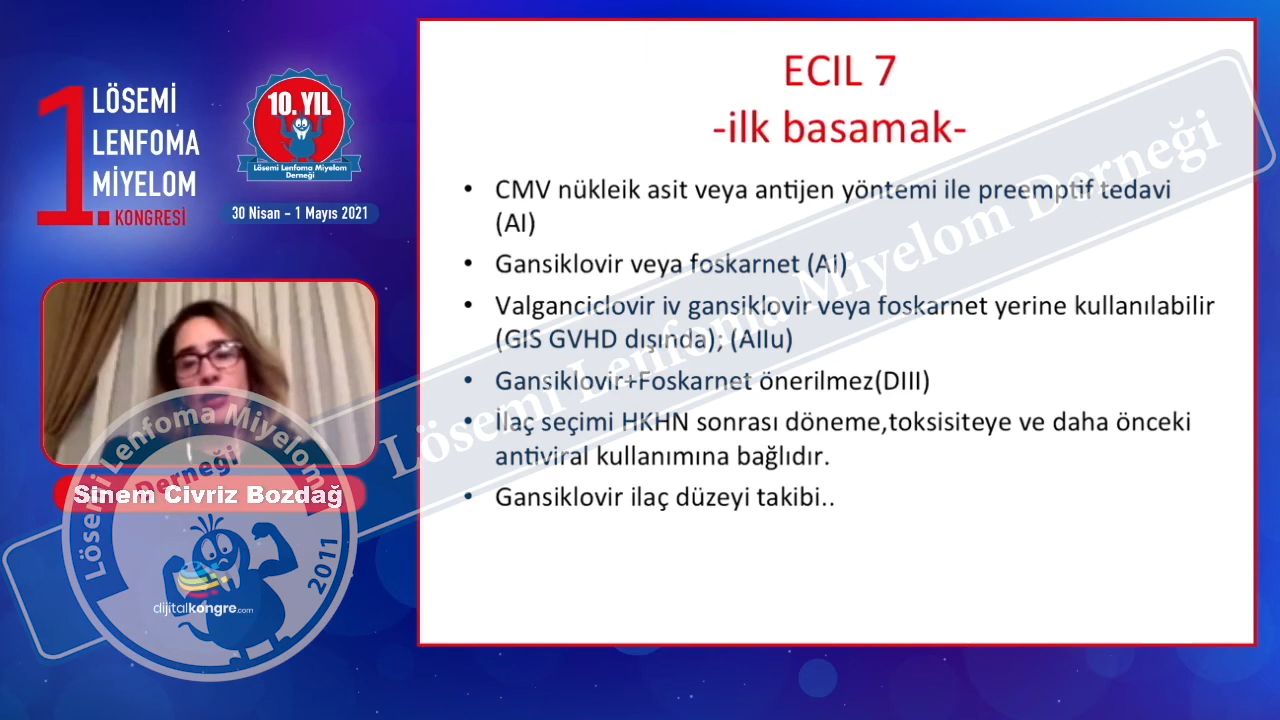 1. LÖSEMİ
LENFOMA
MİYELOM
KONGRESİ
10. YIL
Lösemi Lenfoma Miyelom
Derneği
30 Nisan - 1 Mayıs 2021
ECIL 7
-ilk basamak-
• CMV nükleik asit veya antijen yöntemi ile preemptif tedavi
(AI)
• Gansiklovir veya foskarnet (Ai)
• Valganciclovir iv gansiklovir veya foskarnet yerine kullanılabilir
(GIS GVHD dışında); (AIIu)
• Gansiklovir+Foskarnet önerilmez(DIII)
• İlaç seçimi HKHN sonrası döneme,toksisiteye ve daha önceki
antiviral kullanımına bağlıdır.
• Gansiklovir ilaç düzeyi takibi..
Sinem Civriz Bozdağ
Lösemi Lenfoma Miyelom
Derneği
2011
dijitalkongre.com
Lösemi Lenfoma Miyelom Derneği